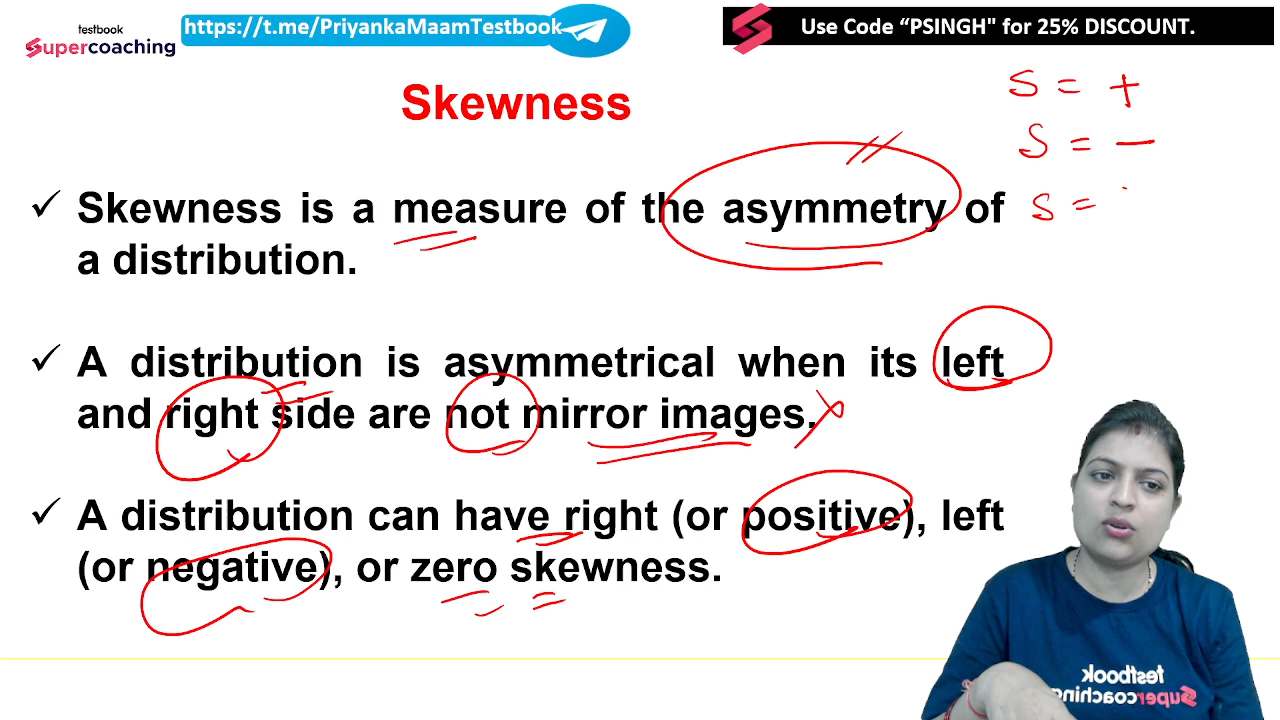 testbook
Supercoaching
https://t.me/PriyankaMaamTestbook
Use Code “PSINGH" for 25% DISCOUNT.
Skewness
S = +
S = −
S =
✓ Skewness is a measure of the asymmetry of
a distribution.
✓ A distribution is asymmetrical when its left
and right side are not mirror images.
✓ A distribution can have right (or positive), left
(or negative), or zero skewness.
testbook
Supercoaching